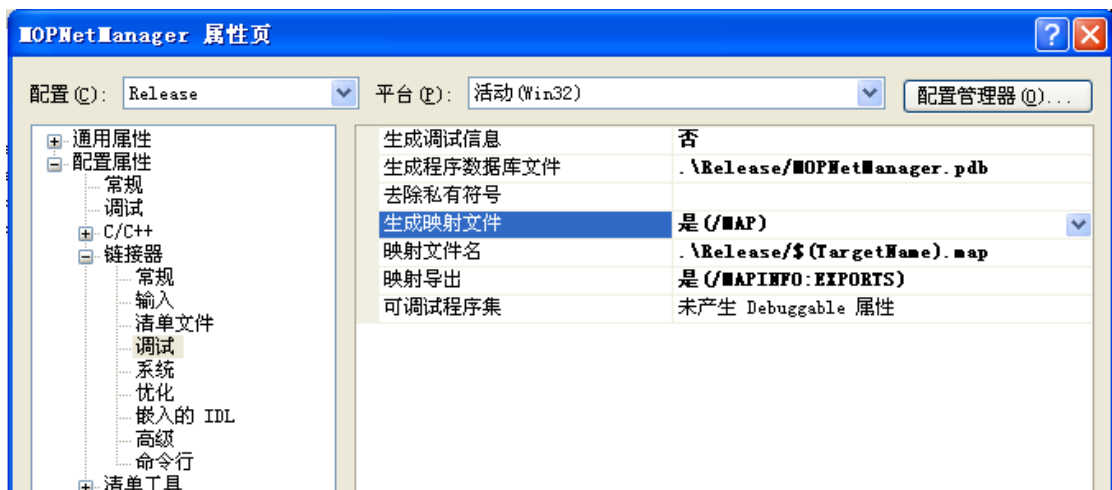 MOPNetManager 属性页
配置(C): Release 平台(P): 活动(Win32) 配置管理器(O)...
通用属性
配置属性
常规
调试
C/C++
链接器
常规
输入
清单文件
调试
系统
优化
嵌入的 IDL
高级
命令行
清单工具
生成调试信息 否
生成程序数据库文件 .\Release/MOPNetManager.pdb
去除私有符号
生成映射文件 是(/MAP)
映射文件名 .\Release/$(TargetName).map
映射导出 是(/MAPINFO:EXPORTS)
可调试程序集 未产生 Debuggable 属性